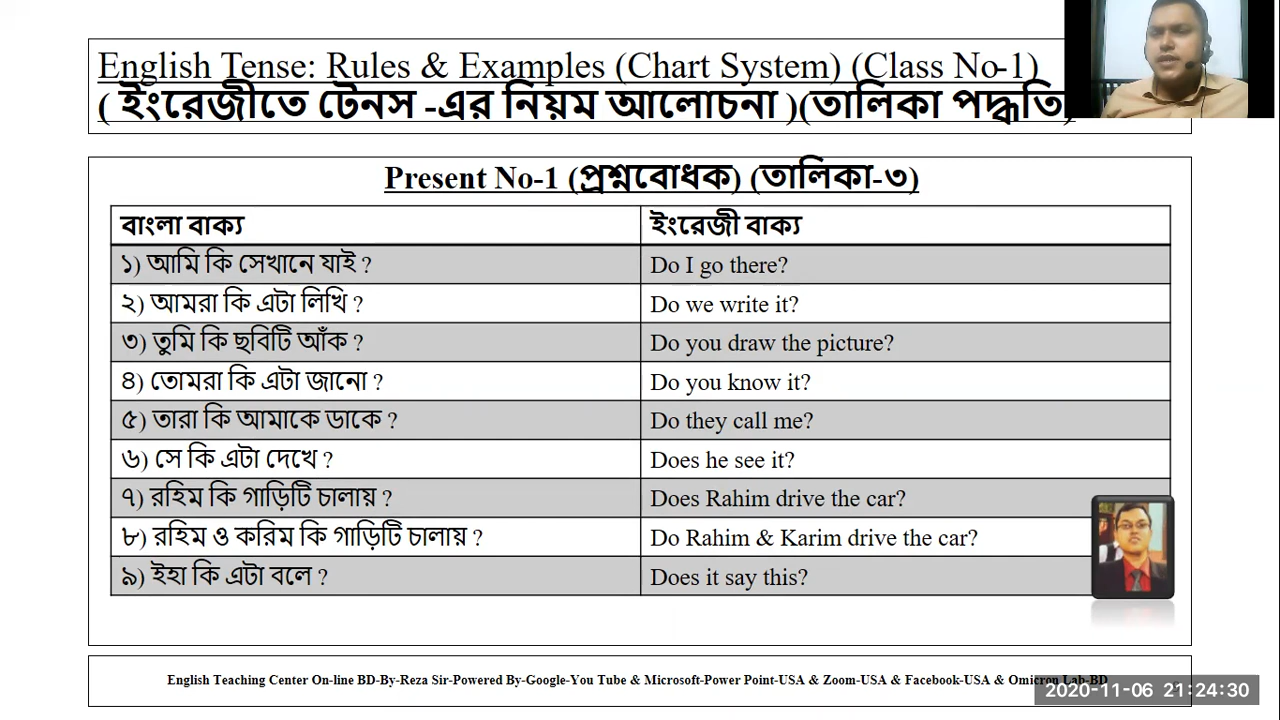 English Tense: Rules & Examples (Chart System) (Class No-1)
( ইংরেজীতে টেনস -এর নিয়ম আলোচনা )(তালিকা পদ্ধতি)
Present No-1 (প্রশ্নবোধক) (তালিকা-৩)
বাংলা বাক্য ইংরেজী বাক্য
১) আমি কি সেখানে যাই ? Do I go there?
২) আমরা কি এটা লিখি ? Do we write it?
৩) তুমি কি ছবিটি আঁক ? Do you draw the picture?
৪) তোমরা কি এটা জানো ? Do you know it?
৫) তারা কি আমাকে ডাকে ? Do they call me?
৬) সে কি এটা দেখে ? Does he see it?
৭) রহিম কি গাড়িটি চালায় ? Does Rahim drive the car?
৮) রহিম ও করিম কি গাড়িটি চালায় ? Do Rahim & Karim drive the car?
৯) ইহা কি এটা বলে ? Does it say this?
English Teaching Center On-line BD-By-Reza Sir-Powered By-Google-You Tube & Microsoft-Power Point-USA & Zoom-USA & Facebook-USA & Omicron Lab-BD
2020-11-06 21:24:30